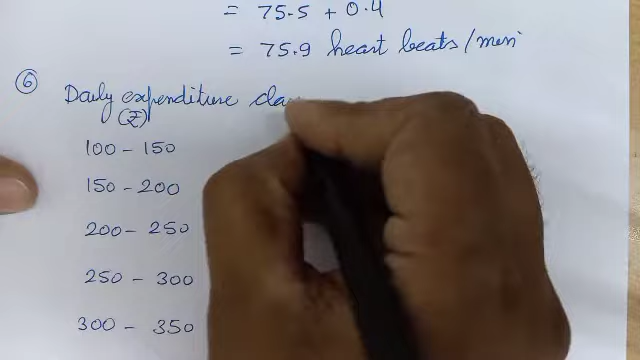 = 75.5 + 0.4
= 75.9 heart beats/min
6 Daily expenditure
(₹)
100 - 150
150 - 200
200 - 250
250 - 300
300 - 350